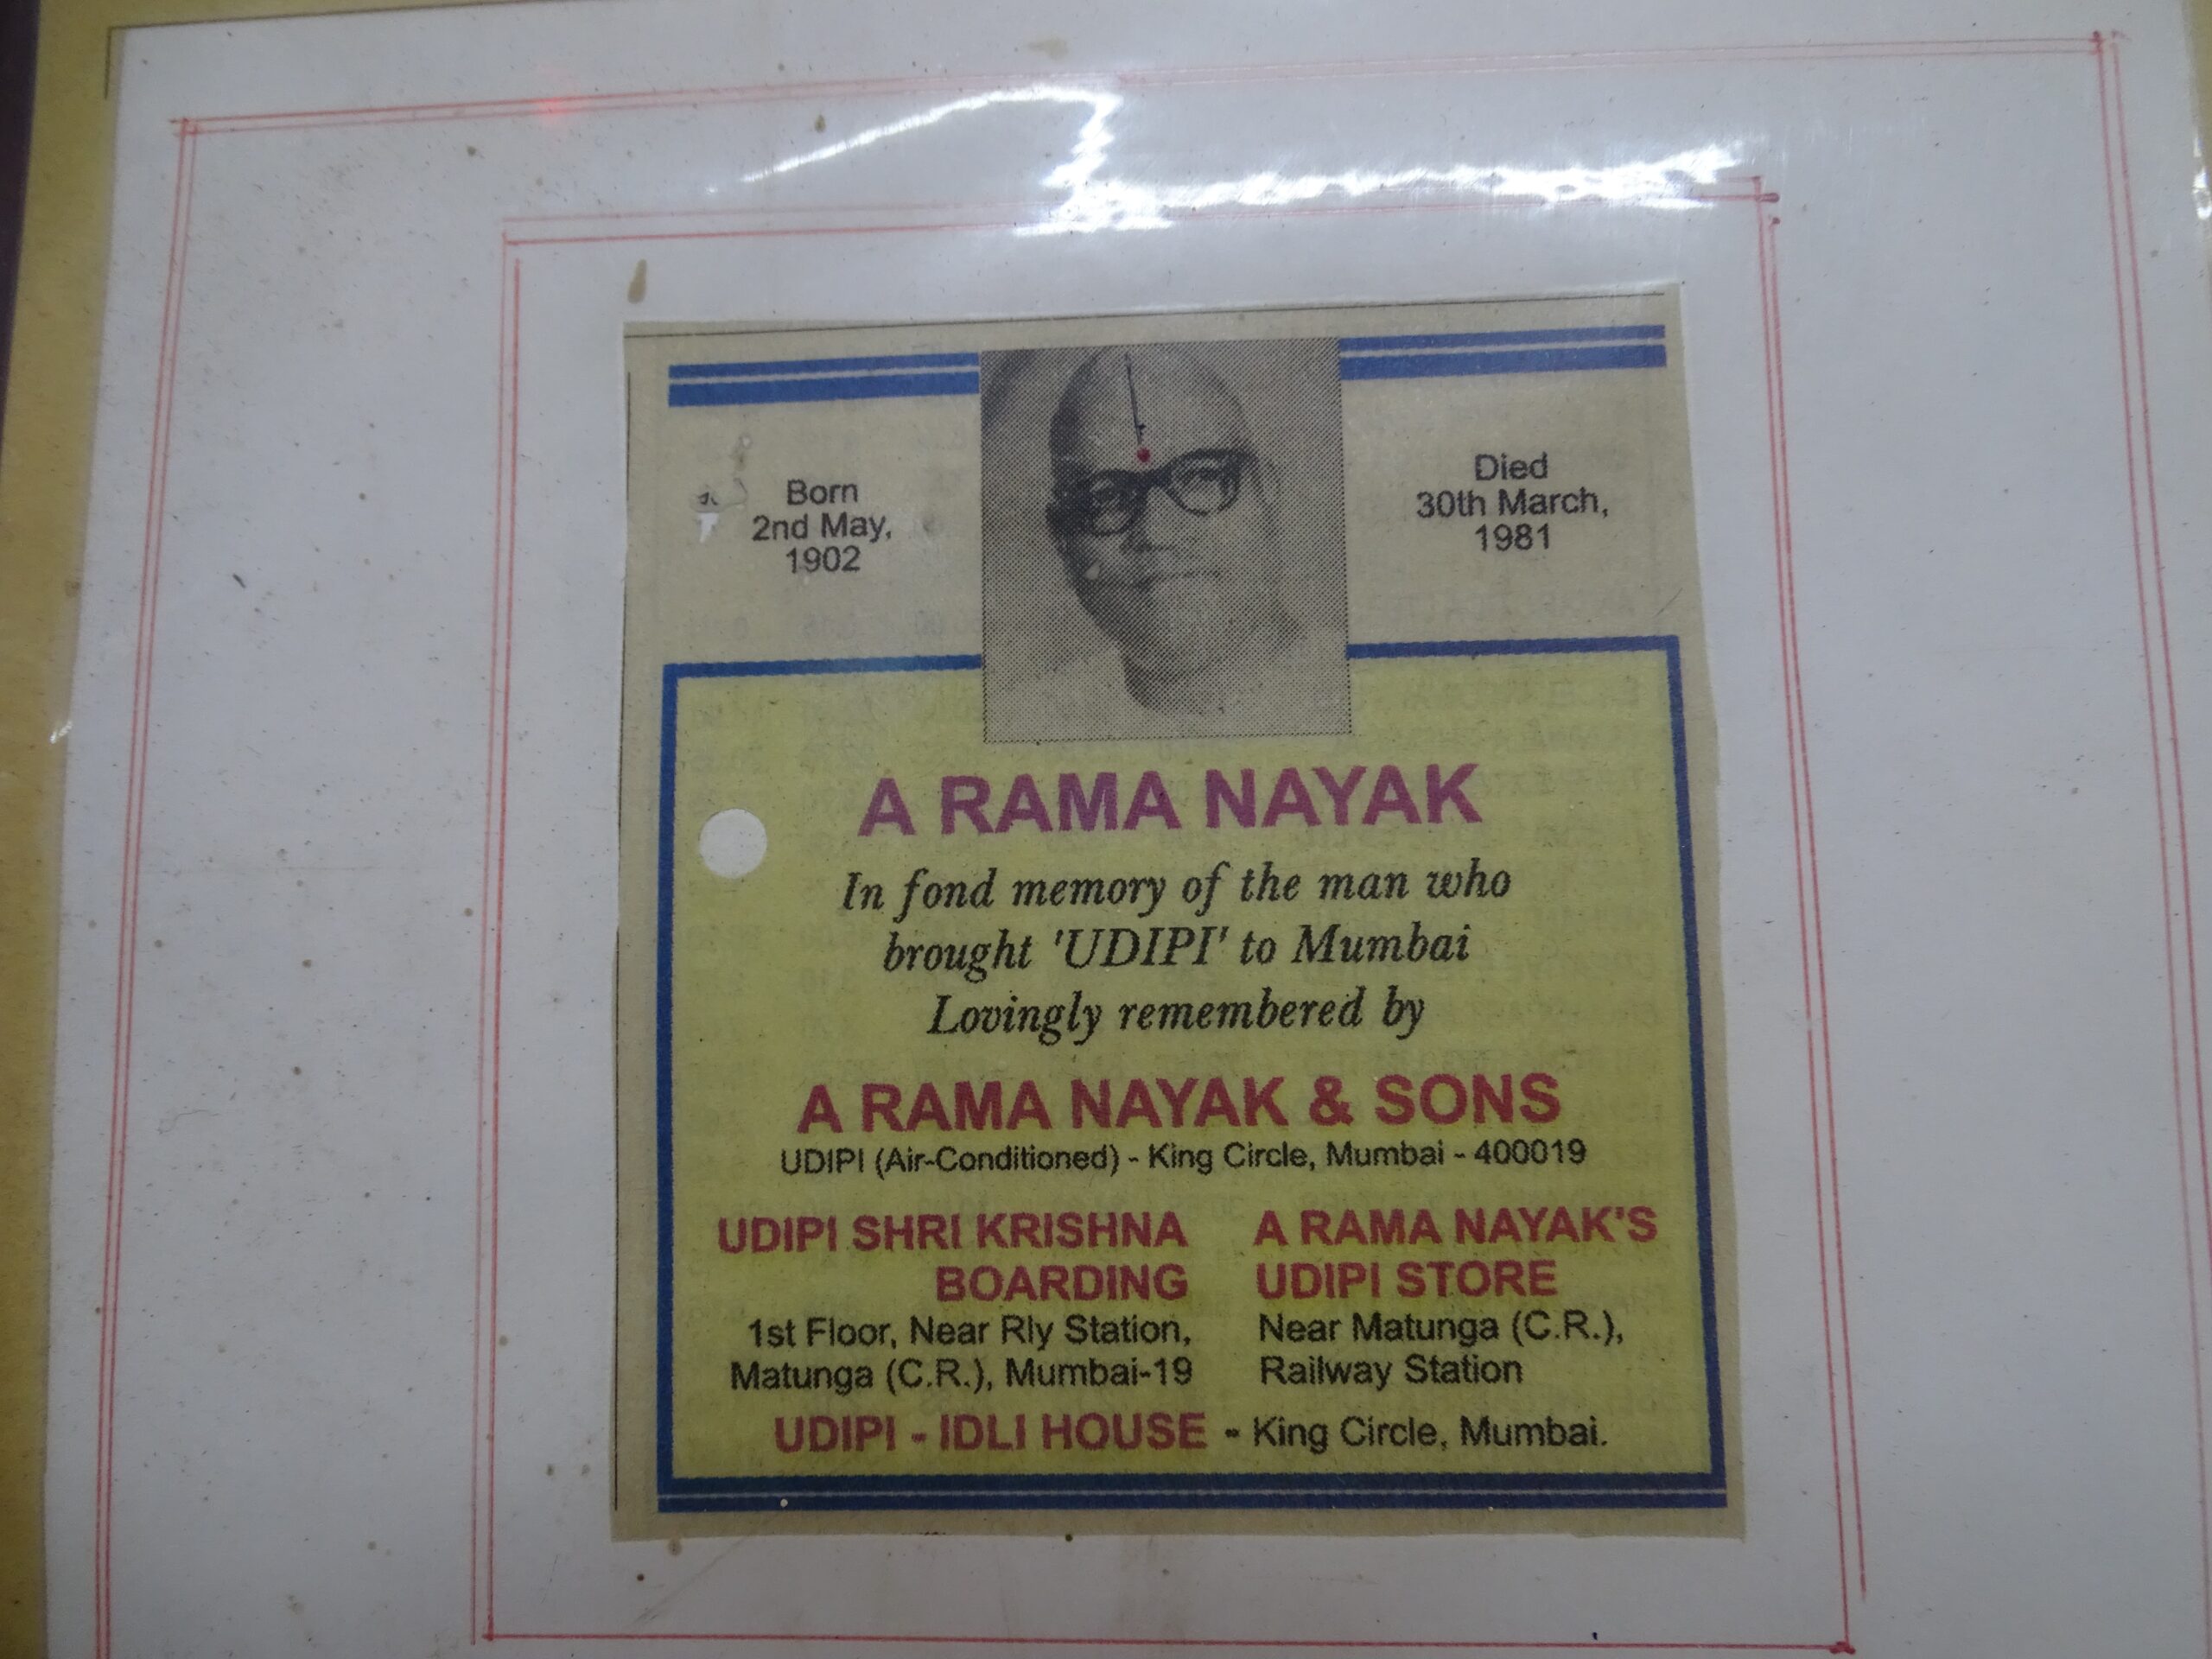 Born
2nd May,
1902
Died
30th March,
1981
A RAMA NAYAK
In fond memory of the man who
brought 'UDIPI' to Mumbai
Lovingly remembered by
A RAMA NAYAK & SONS
UDIPI (Air-Conditioned) - King Circle, Mumbai - 400019
UDIPI SHRI KRISHNA
BOARDING
1st Floor, Near Rly Station,
Matunga (C.R.), Mumbai-19
A RAMA NAYAK'S
UDIPI STORE
Near Matunga (C.R.),
Railway Station
UDIPI - IDLI HOUSE - King Circle, Mumbai.